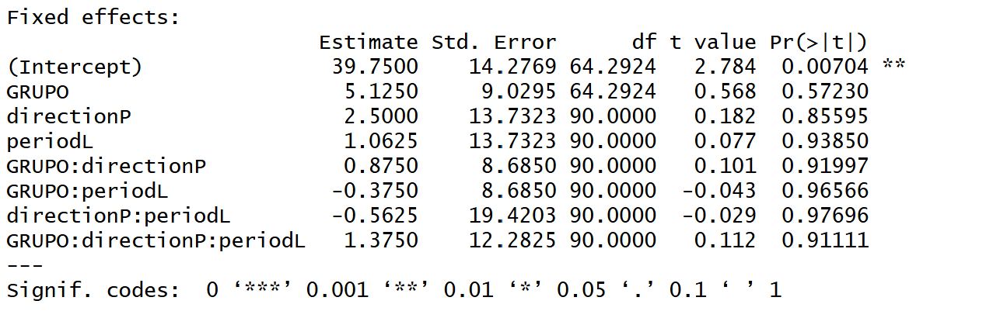 Fixed effects:
                         Estimate Std. Error      df t value Pr(>|t|)
(Intercept)               39.7500    14.2769 64.2924   2.784  0.00704 **
GRUPO                      5.1250     9.0295 64.2924   0.568  0.57230
directionP                 2.5000    13.7323 90.0000   0.182  0.85595
periodL                    1.0625    13.7323 90.0000   0.077  0.93850
GRUPO:directionP           0.8750     8.6850 90.0000   0.101  0.91997
GRUPO:periodL             -0.3750     8.6850 90.0000  -0.043  0.96566
directionP:periodL        -0.5625    19.4203 90.0000  -0.029  0.97696
GRUPO:directionP:periodL   1.3750    12.2825 90.0000   0.112  0.91111
---
Signif. codes:  0 ‘***’ 0.001 ‘**’ 0.01 ‘*’ 0.05 ‘.’ 0.1 ‘ ’ 1